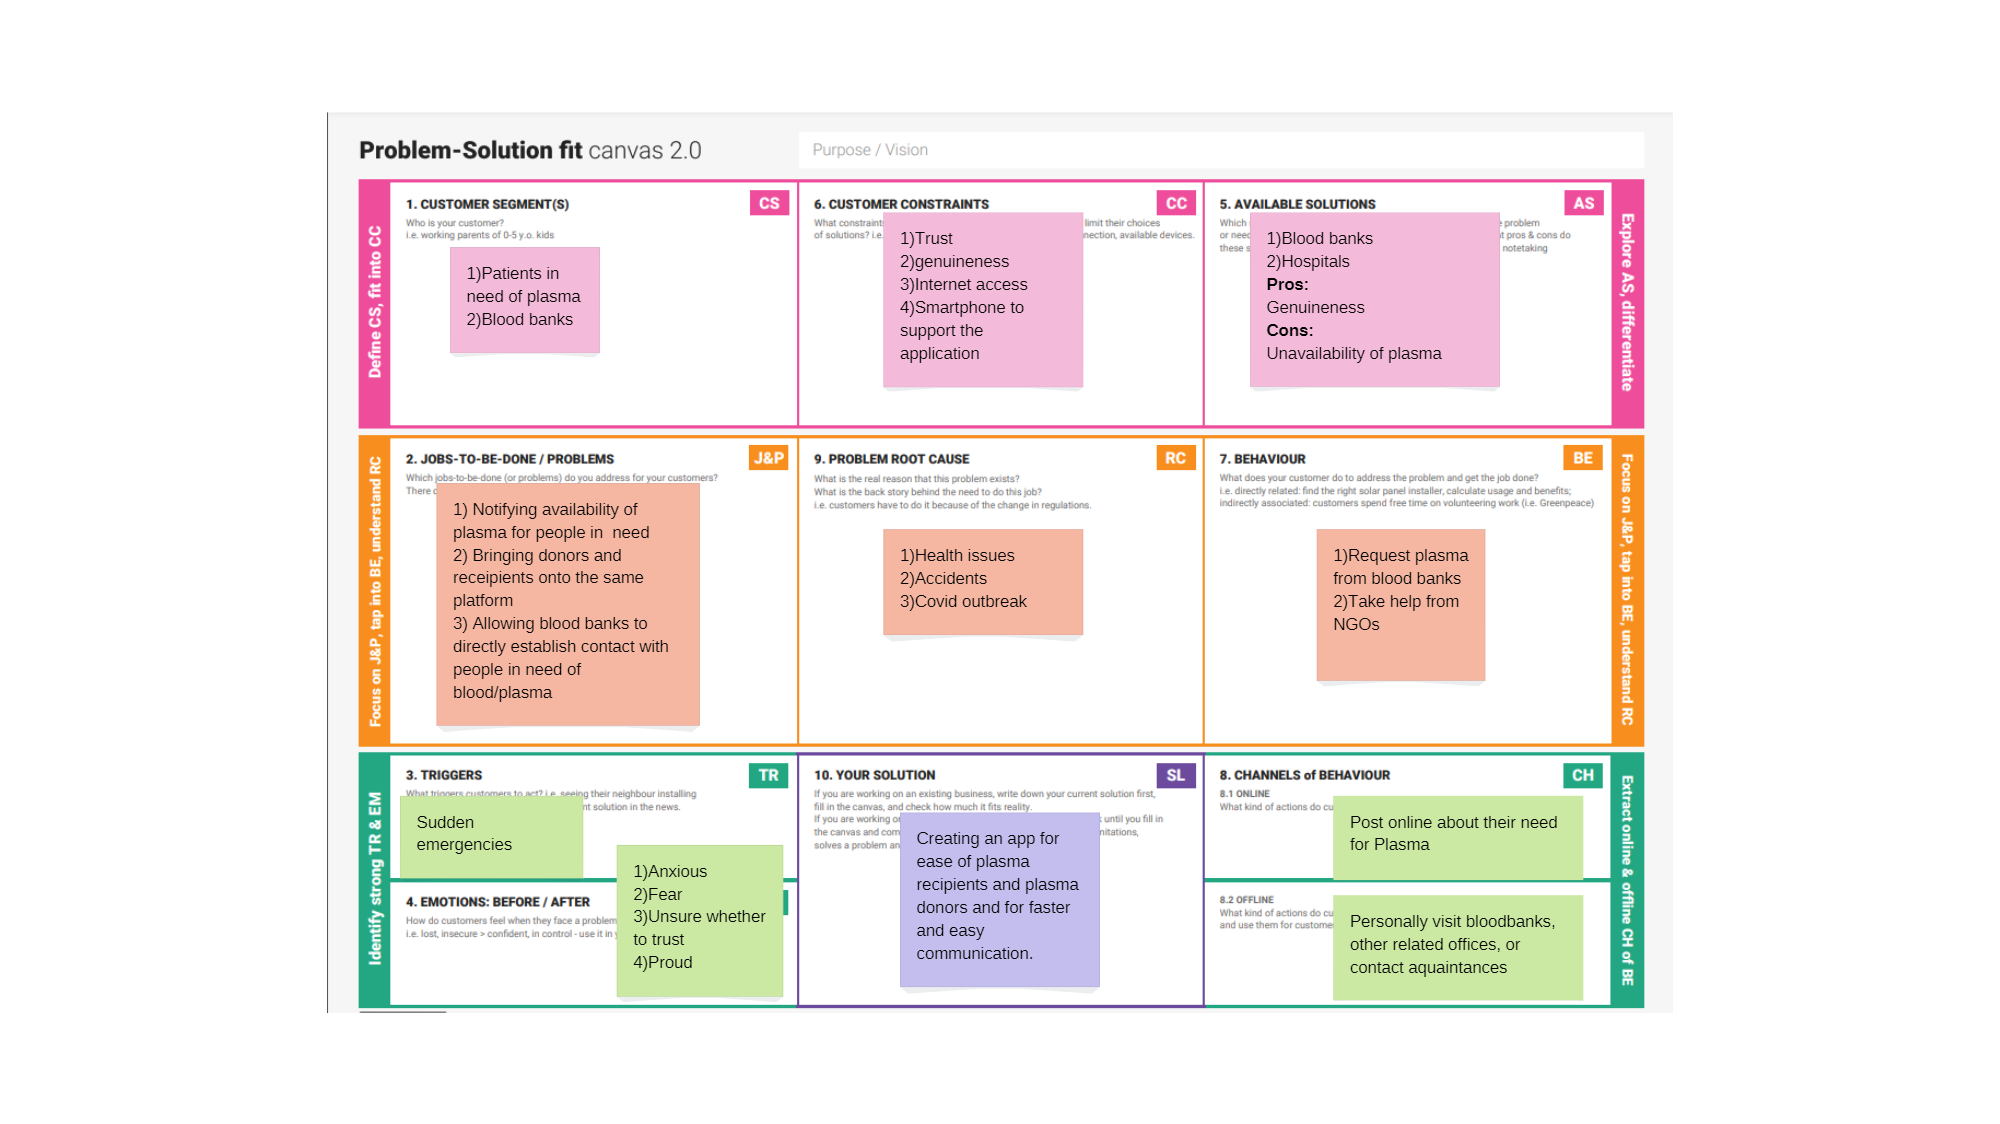 Problem-Solution fit canvas 2.0
Purpose / Vision
Define CS, fit into CC
1. CUSTOMER SEGMENT(S)
CS
Who is your customer?
i.e. working parents of 0-5 y.o. kids
1)Patients in
need of plasma
2)Blood banks
6. CUSTOMER CONSTRAINTS
CC
What constraints limit their choices
of solutions? i.e. nection, available devices.
1)Trust
2)genuineness
3)Internet access
4)Smartphone to
support the
application
5. AVAILABLE SOLUTIONS
AS
Which problem
or need pros & cons do
these notetaking
1)Blood banks
2)Hospitals
Pros:
Genuineness
Cons:
Unavailability of plasma
Explore AS, differentiate
Focus on J&P, tap into BE, understand RC
2. JOBS-TO-BE-DONE / PROBLEMS
J&P
Which jobs-to-be-done (or problems) do you address for your customers?
There
1) Notifying availability of
plasma for people in  need
2) Bringing donors and
receipients onto the same
platform
3) Allowing blood banks to
directly establish contact with
people in need of
blood/plasma
9. PROBLEM ROOT CAUSE
RC
What is the real reason that this problem exists?
What is the back story behind the need to do this job?
i.e. customers have to do it because of the change in regulations.
1)Health issues
2)Accidents
3)Covid outbreak
7. BEHAVIOUR
BE
What does your customer do to address the problem and get the job done?
i.e. directly related: find the right solar panel installer, calculate usage and benefits;
indirectly associated: customers spend free time on volunteering work (i.e. Greenpeace)
1)Request plasma
from blood banks
2)Take help from
NGOs
Focus on J&P, tap into BE, understand RC
Identify strong TR & EM
3. TRIGGERS
TR
What triggers customers to act? i.e. seeing their neighbour installing
nt solution in the news.
Sudden
emergencies
4. EMOTIONS: BEFORE / AFTER
How do customers feel when they face a problem
i.e. lost, insecure > confident, in control - use it in
1)Anxious
2)Fear
3)Unsure whether
to trust
4)Proud
10. YOUR SOLUTION
SL
If you are working on an existing business, write down your current solution first,
fill in the canvas, and check how much it fits reality.
If you are working until you fill in
the canvas and com nitations,
solves a problem an
Creating an app for
ease of plasma
recipients and plasma
donors and for faster
and easy
communication.
8. CHANNELS of BEHAVIOUR
CH
8.1 ONLINE
What kind of actions do cu
Post online about their need
for Plasma
8.2 OFFLINE
What kind of actions do cu
and use them for custome
Personally visit bloodbanks,
other related offices, or
contact aquaintances
Extract online & offline CH of BE